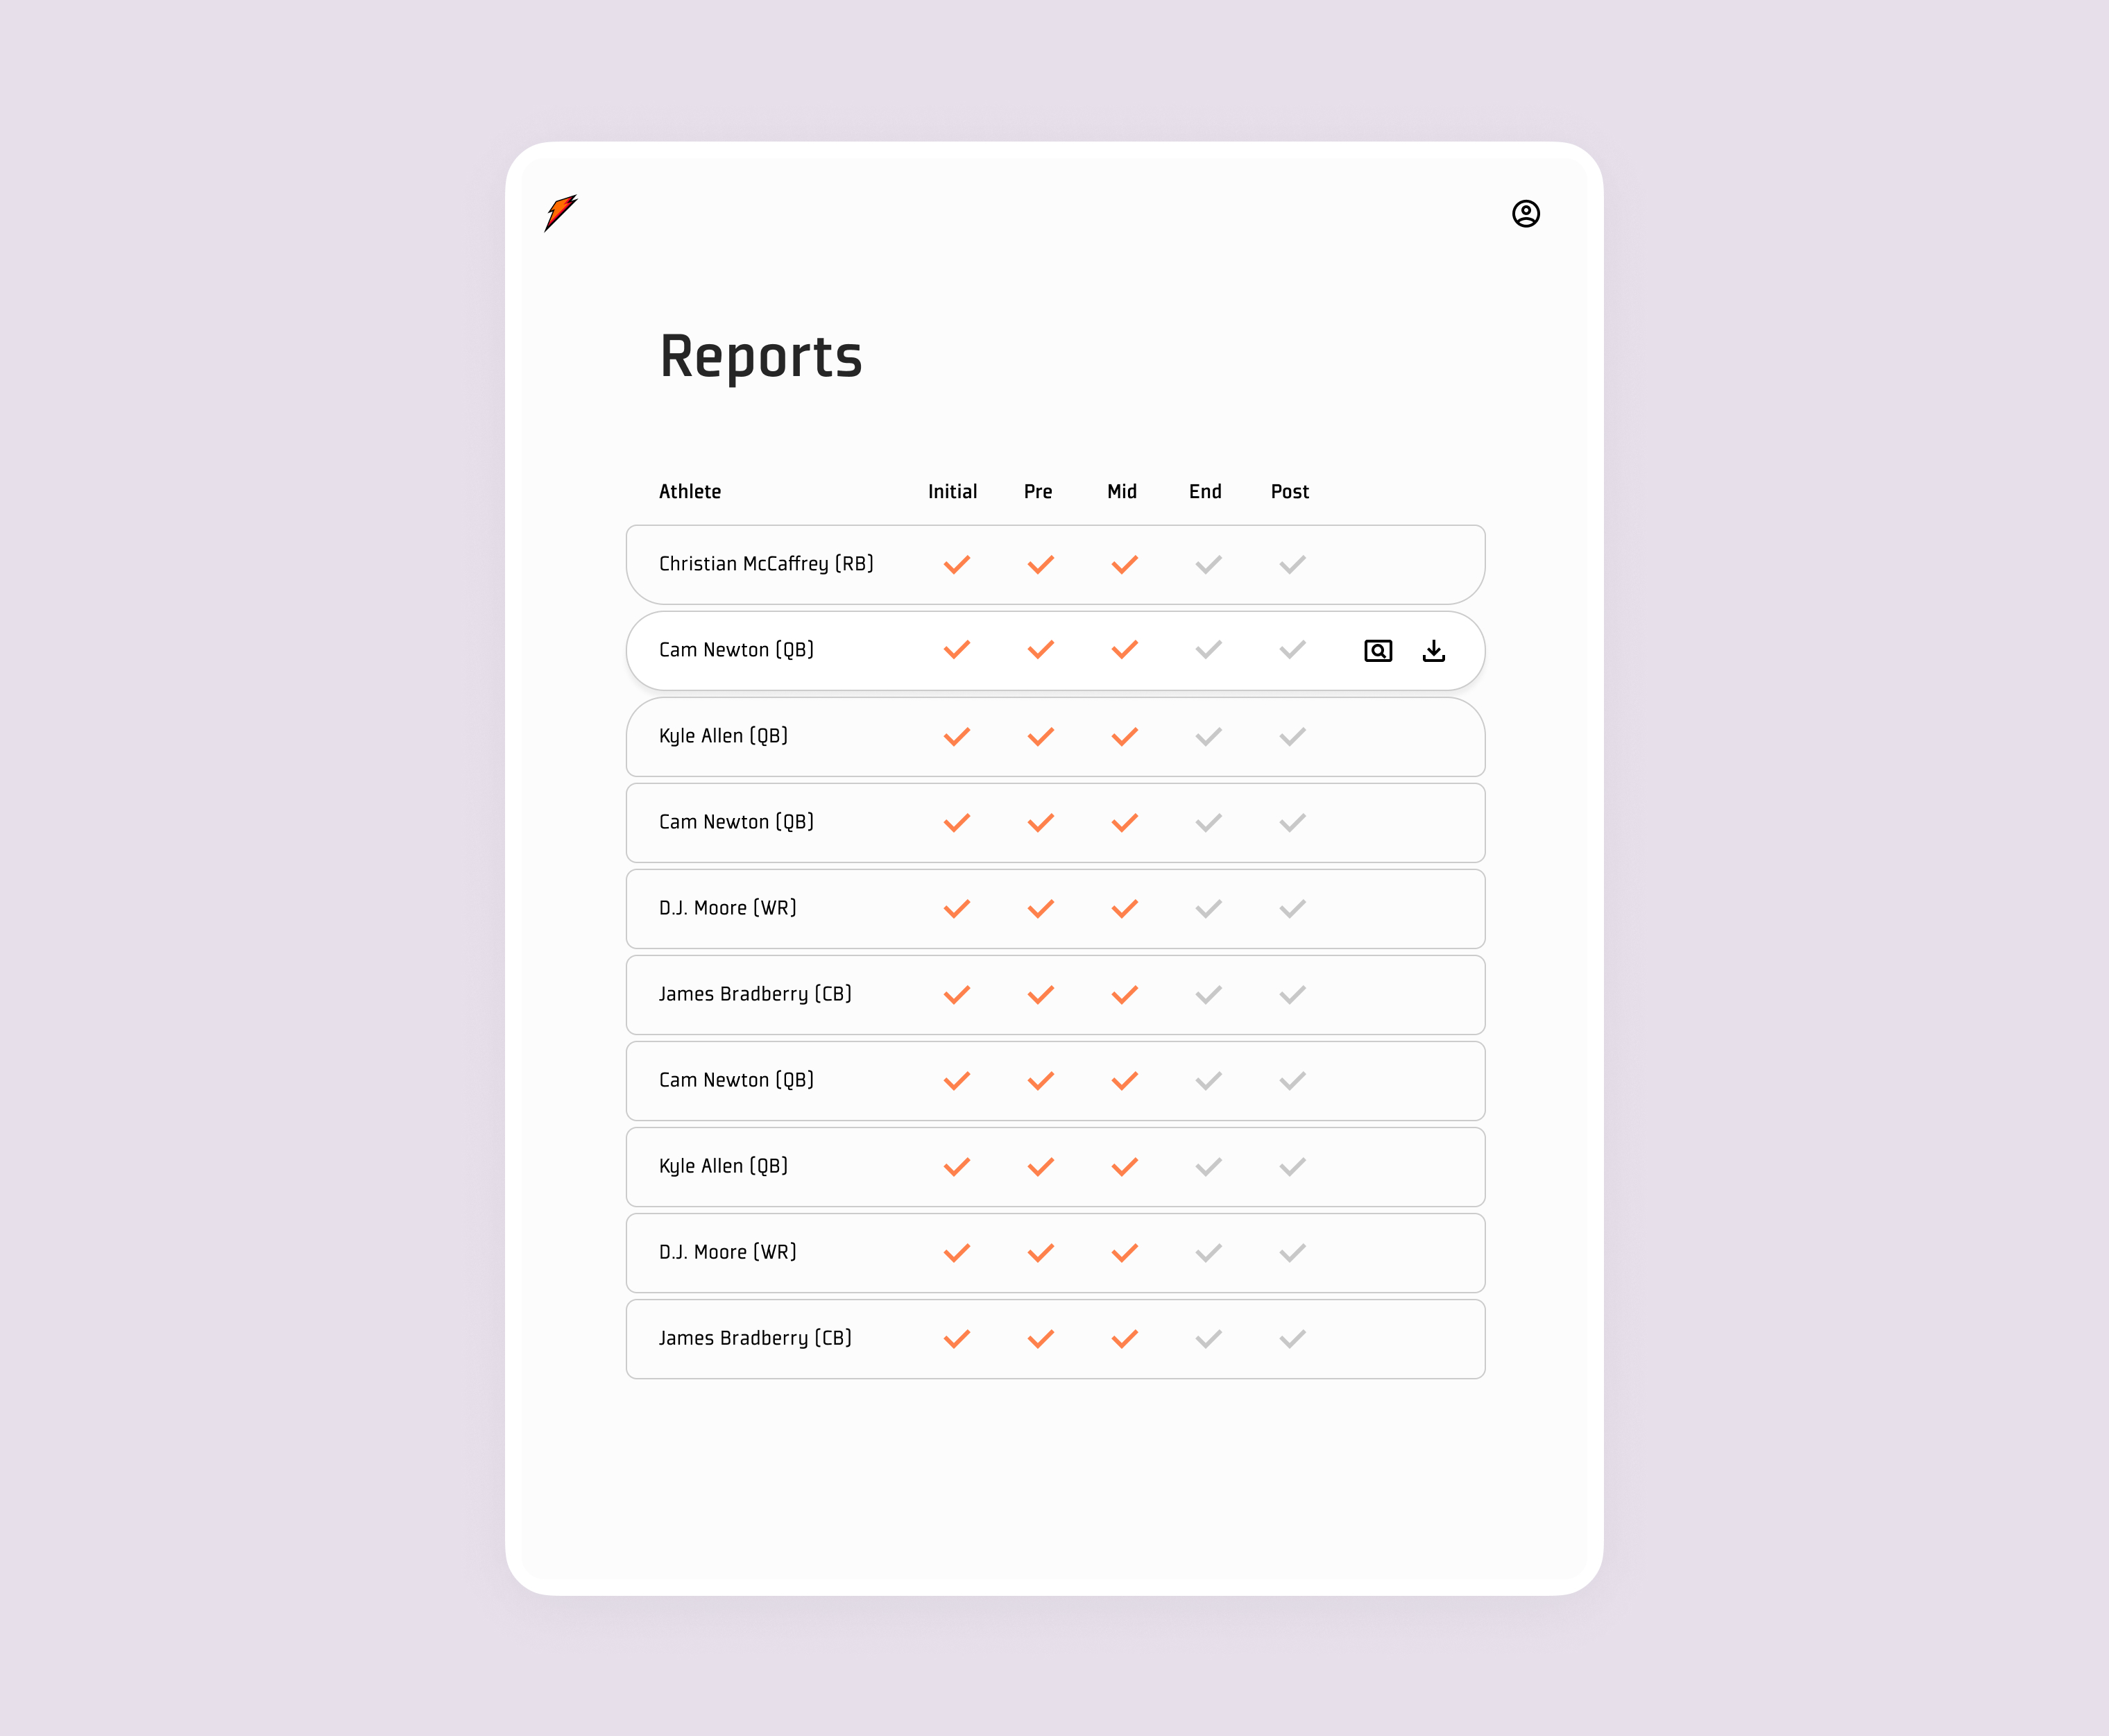 Reports
Athlete Initial Pre Mid End Post
Christian McCaffrey (RB)
Cam Newton (QB)
Kyle Allen (QB)
Cam Newton (QB)
D.J. Moore (WR)
James Bradberry (CB)
Cam Newton (QB)
Kyle Allen (QB)
D.J. Moore (WR)
James Bradberry (CB)